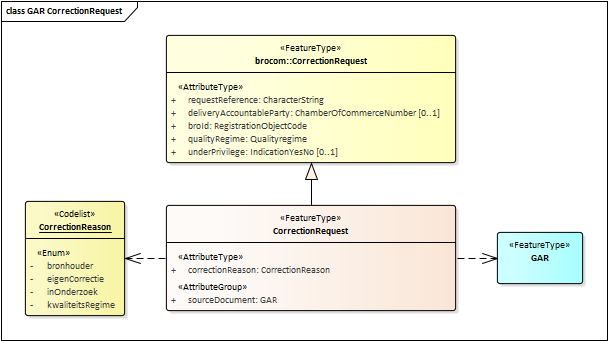 class GAR CorrectionRequest
«FeatureType»
brocom::CorrectionRequest
«AttributeType»
+ requestReference: CharacterString
+ deliveryAccountableParty: ChamberOfCommerceNumber [0..1]
+ broId: RegistrationObjectCode
+ qualityRegime: Qualityregime
+ underPrivilege: IndicationYesNo [0..1]
«Codelist»
CorrectionReason
«Enum»
- bronhouder
- eigenCorrectie
- inOnderzoek
- kwaliteitsRegime
«FeatureType»
CorrectionRequest
«AttributeType»
+ correctionReason: CorrectionReason
«AttributeGroup»
+ sourceDocument: GAR
«FeatureType»
GAR